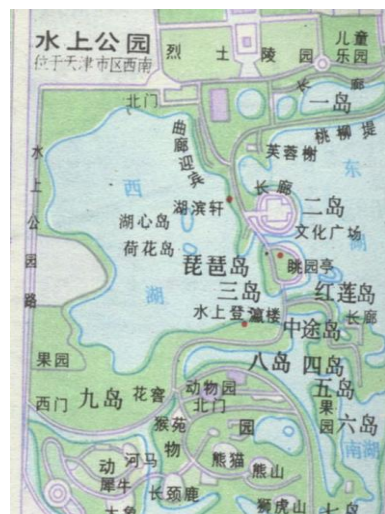 水上公园
位于天津市区西南
烈士陵园
儿童
乐园
北门
长廊
一岛
曲廊迎宾
桃柳堤
芙蓉榭
水上公园路
西湖
东湖
长廊
湖滨轩
二岛
湖心岛
文化广场
荷花岛
琵琶岛
眺园亭
三岛
红莲岛
水上登瀛楼
长廊
中途岛
果园
八岛
四岛
西门
九岛
花窖
动物园
北门
五岛
果园
猴苑
六岛
南湖
动物园
河马
熊猫
熊山
犀牛
长颈鹿
狮虎山
大象
七岛